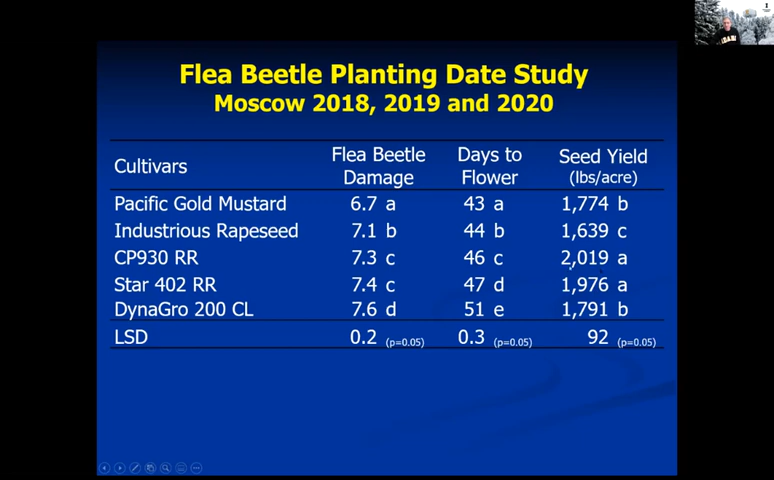 Flea Beetle Planting Date Study
Moscow 2018, 2019 and 2020
Cultivars Flea Beetle Damage Days to Flower Seed Yield (lbs/acre)
Pacific Gold Mustard 6.7 a 43 a 1,774 b
Industrious Rapeseed 7.1 b 44 b 1,639 c
CP930 RR 7.3 c 46 c 2,019 a
Star 402 RR 7.4 c 47 d 1,976 a
DynaGro 200 CL 7.6 d 51 e 1,791 b
LSD 0.2 (p=0.05) 0.3 (p=0.05) 92 (p=0.05)